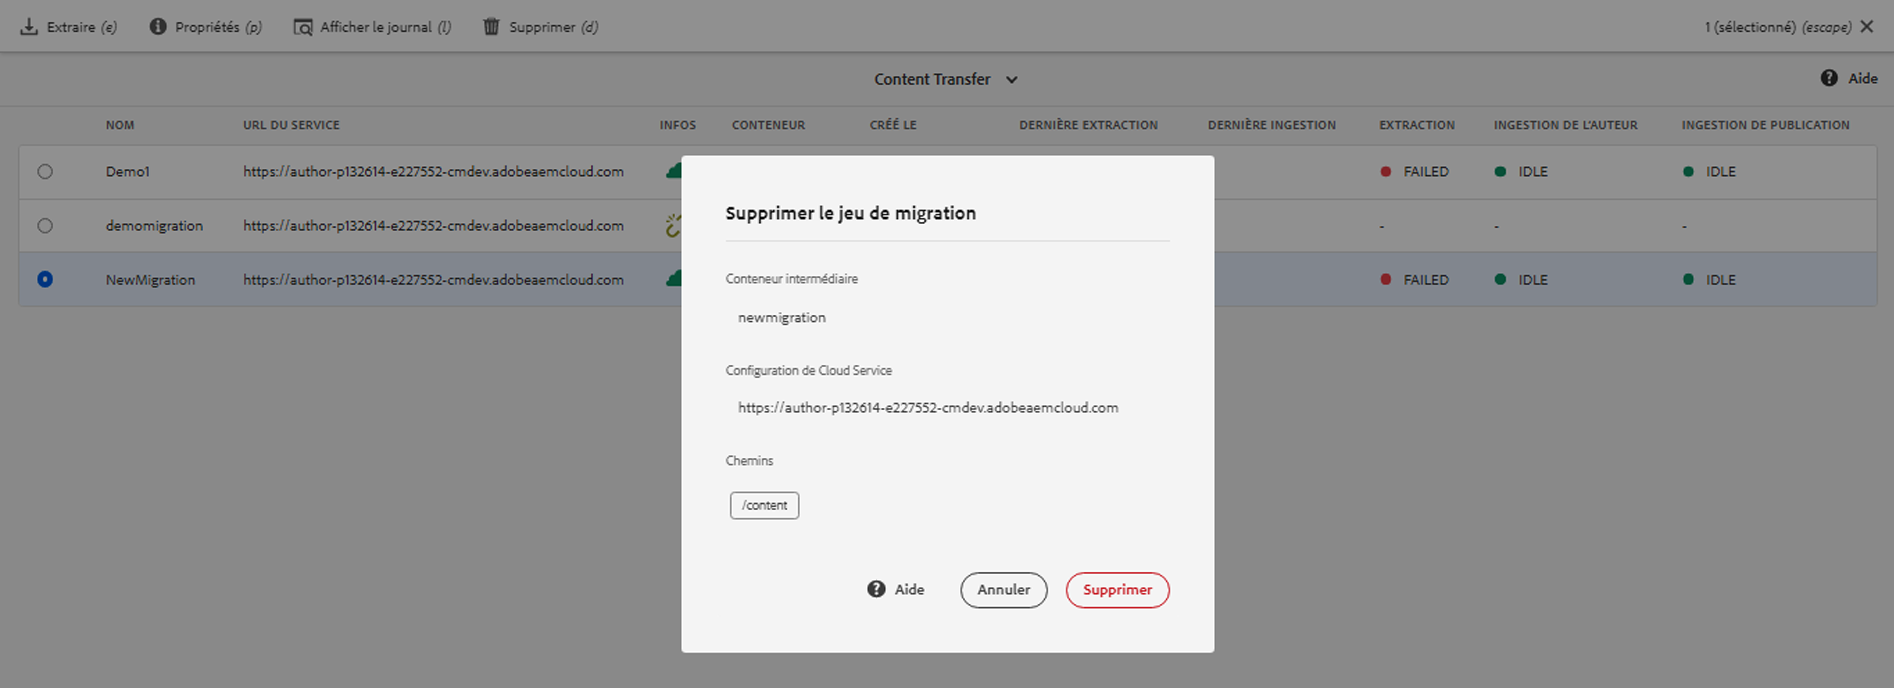 Extraire (e) Propriétés (p) Afficher le journal (l) Supprimer (d) 1 (sélectionné) (escape)
Content Transfer
Aide
NOM URL DU SERVICE INFOS CONTENEUR CRÉÉ LE DERNIÈRE EXTRACTION DERNIÈRE INGESTION EXTRACTION INGESTION DE L'AUTEUR INGESTION DE PUBLICATION
Demo1 https://author-p132614-e227552-cmdev.adobeaemcloud.com FAILED IDLE IDLE
demomigration https://author-p132614-e227552-cmdev.adobeaemcloud.com - - -
NewMigration https://author-p132614-e227552-cmdev.adobeaemcloud.com FAILED IDLE IDLE
Supprimer le jeu de migration
Conteneur intermédiaire
newmigration
Configuration de Cloud Service
https://author-p132614-e227552-cmdev.adobeaemcloud.com
Chemins
/content
Aide Annuler Supprimer